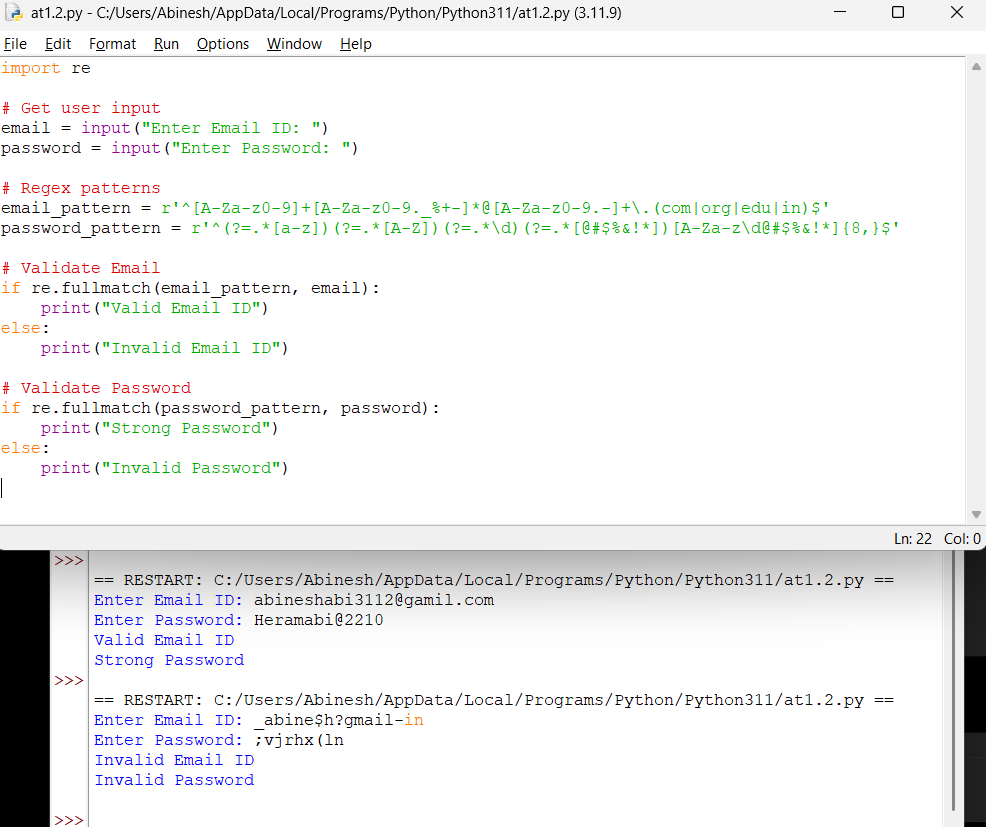 at1.2.py - C:/Users/Abinesh/AppData/Local/Programs/Python/Python311/at1.2.py (3.11.9)
File Edit Format Run Options Window Help
import re
# Get user input
email = input("Enter Email ID: ")
password = input("Enter Password: ")
# Regex patterns
email_pattern = r'^[A-Za-z0-9]+[A-Za-z0-9._%+-]*@[A-Za-z0-9.-]+\.(com|org|edu|in)$'
password_pattern = r'^(?=.*[a-z])(?=.*[A-Z])(?=.*\d)(?=.*[@#$%&!*])[A-Za-z\d@#$%&!*]{8,}$'
# Validate Email
if re.fullmatch(email_pattern, email):
    print("Valid Email ID")
else:
    print("Invalid Email ID")
# Validate Password
if re.fullmatch(password_pattern, password):
    print("Strong Password")
else:
    print("Invalid Password")
Ln: 22 Col: 0
>>>
== RESTART: C:/Users/Abinesh/AppData/Local/Programs/Python/Python311/at1.2.py ==
Enter Email ID: abineshabi3112@gamil.com
Enter Password: Heramabi@2210
Valid Email ID
Strong Password
>>>
== RESTART: C:/Users/Abinesh/AppData/Local/Programs/Python/Python311/at1.2.py ==
Enter Email ID: _abine$h?gmail-in
Enter Password: ;vjrhx(ln
Invalid Email ID
Invalid Password
>>>